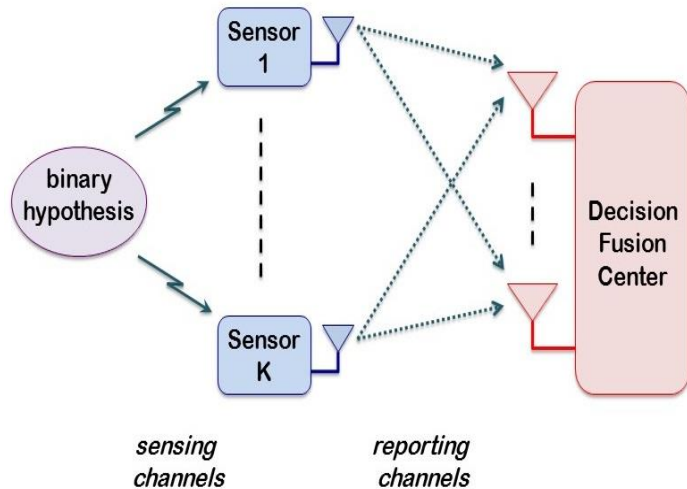 Sensor
1
binary
hypothesis
Decision
Fusion
Center
Sensor
K
sensing
channels
reporting
channels